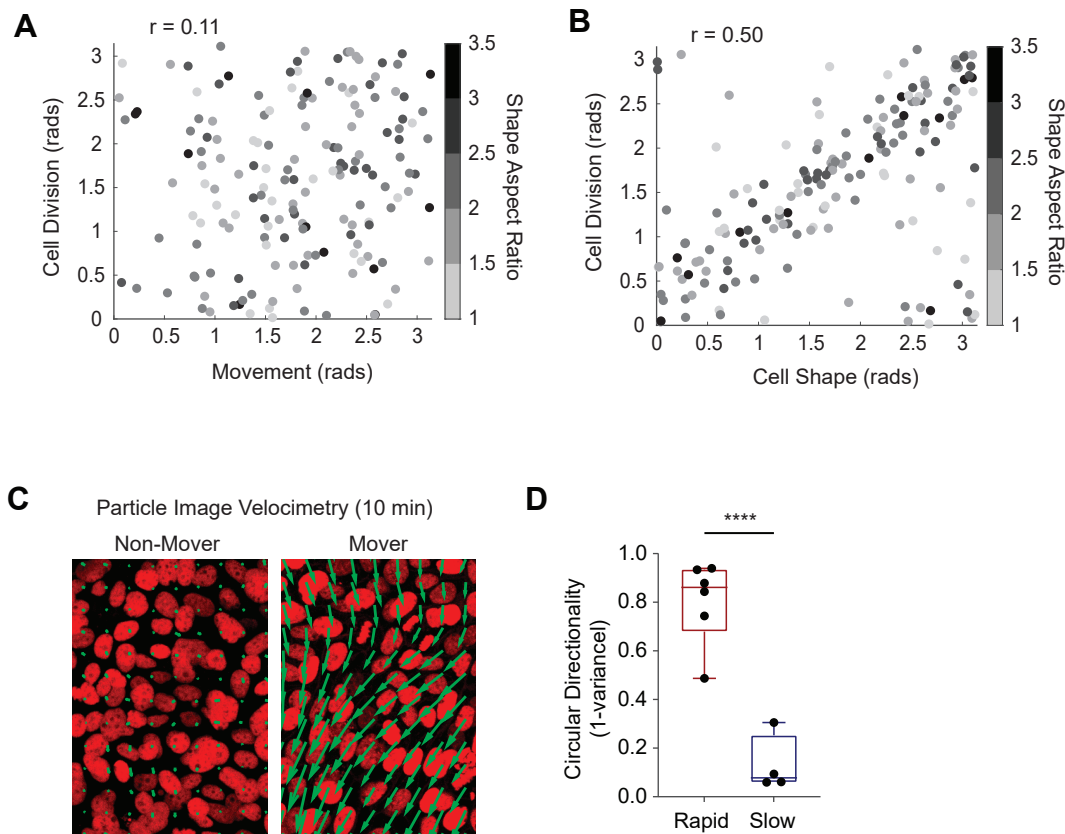 A
r = 0.11
Cell Division (rads)
3
2.5
2
1.5
1
0.5
0
0
0.5
1
1.5
2
2.5
3
Movement (rads)
3.5
3
2.5
2
1.5
1
Shape Aspect Ratio
B
r = 0.50
Cell Division (rads)
3
2.5
2
1.5
1
0.5
0
0
0.5
1
1.5
2
2.5
3
Cell Shape (rads)
3.5
3
2.5
2
1.5
1
Shape Aspect Ratio
C
Particle Image Velocimetry (10 min)
Non-Mover
Mover
D
****
Circular Directionality
(1-variancel)
1.0
0.8
0.6
0.4
0.2
0.0
Rapid
Slow